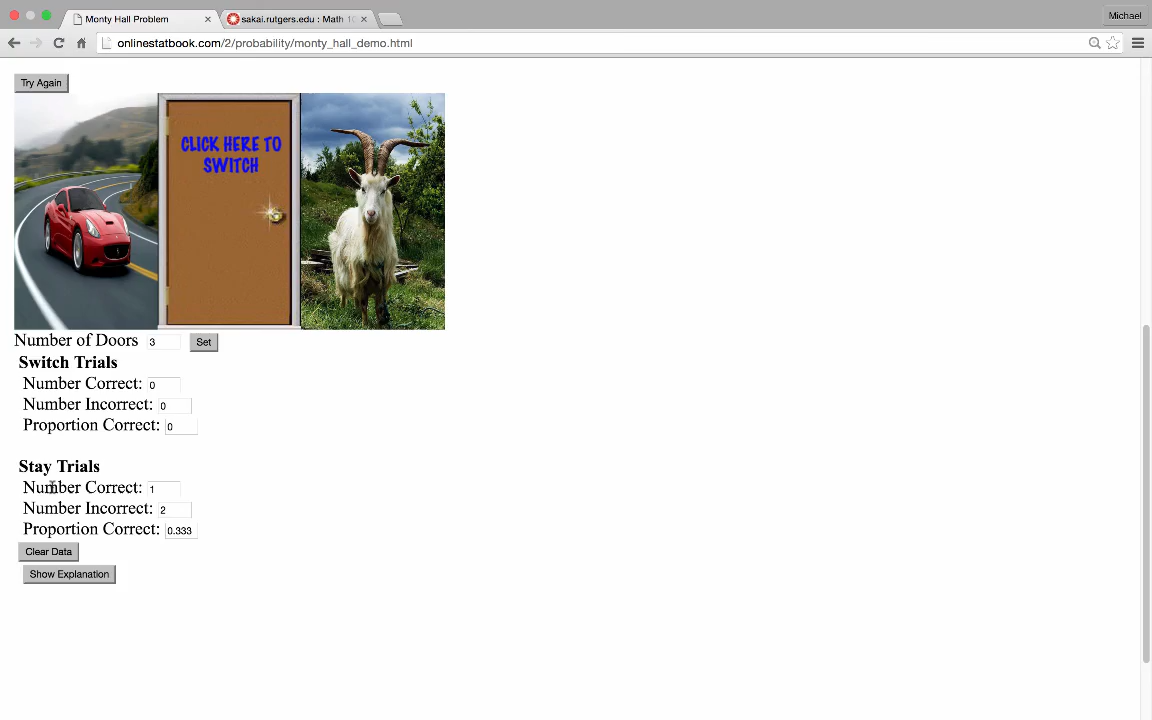 Monty Hall Problem
sakai.rutgers.edu : Math 1
Michael
onlinestatbook.com/2/probability/monty_hall_demo.html
Try Again
CLICK HERE TO
SWITCH
Number of Doors 3 Set
Switch Trials
Number Correct: 0
Number Incorrect: 0
Proportion Correct: 0
Stay Trials
Number Correct: 1
Number Incorrect: 2
Proportion Correct: 0.333
Clear Data
Show Explanation